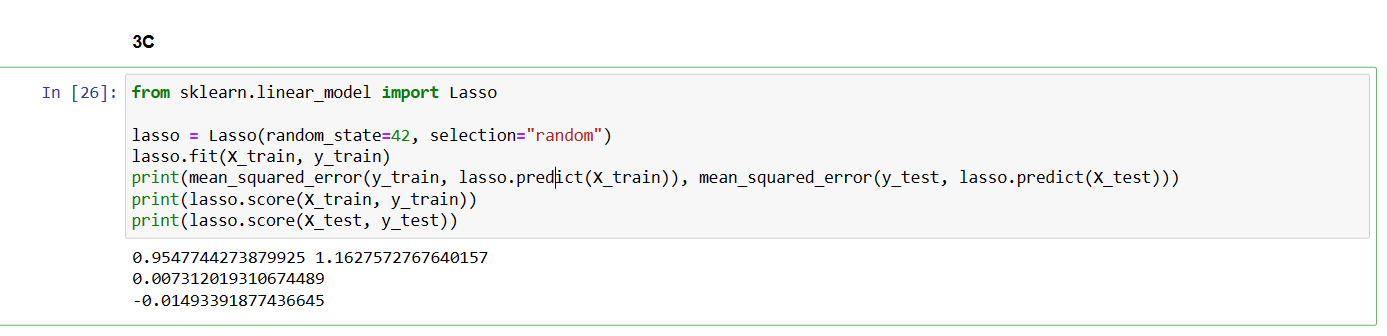 3C
In [26]: from sklearn.linear_model import Lasso
lasso = Lasso(random_state=42, selection="random")
lasso.fit(X_train, y_train)
print(mean_squared_error(y_train, lasso.predict(X_train)), mean_squared_error(y_test, lasso.predict(X_test)))
print(lasso.score(X_train, y_train))
print(lasso.score(X_test, y_test))
0.9547744273879925 1.1627572767640157
0.007312019310674489
-0.01493391877436645